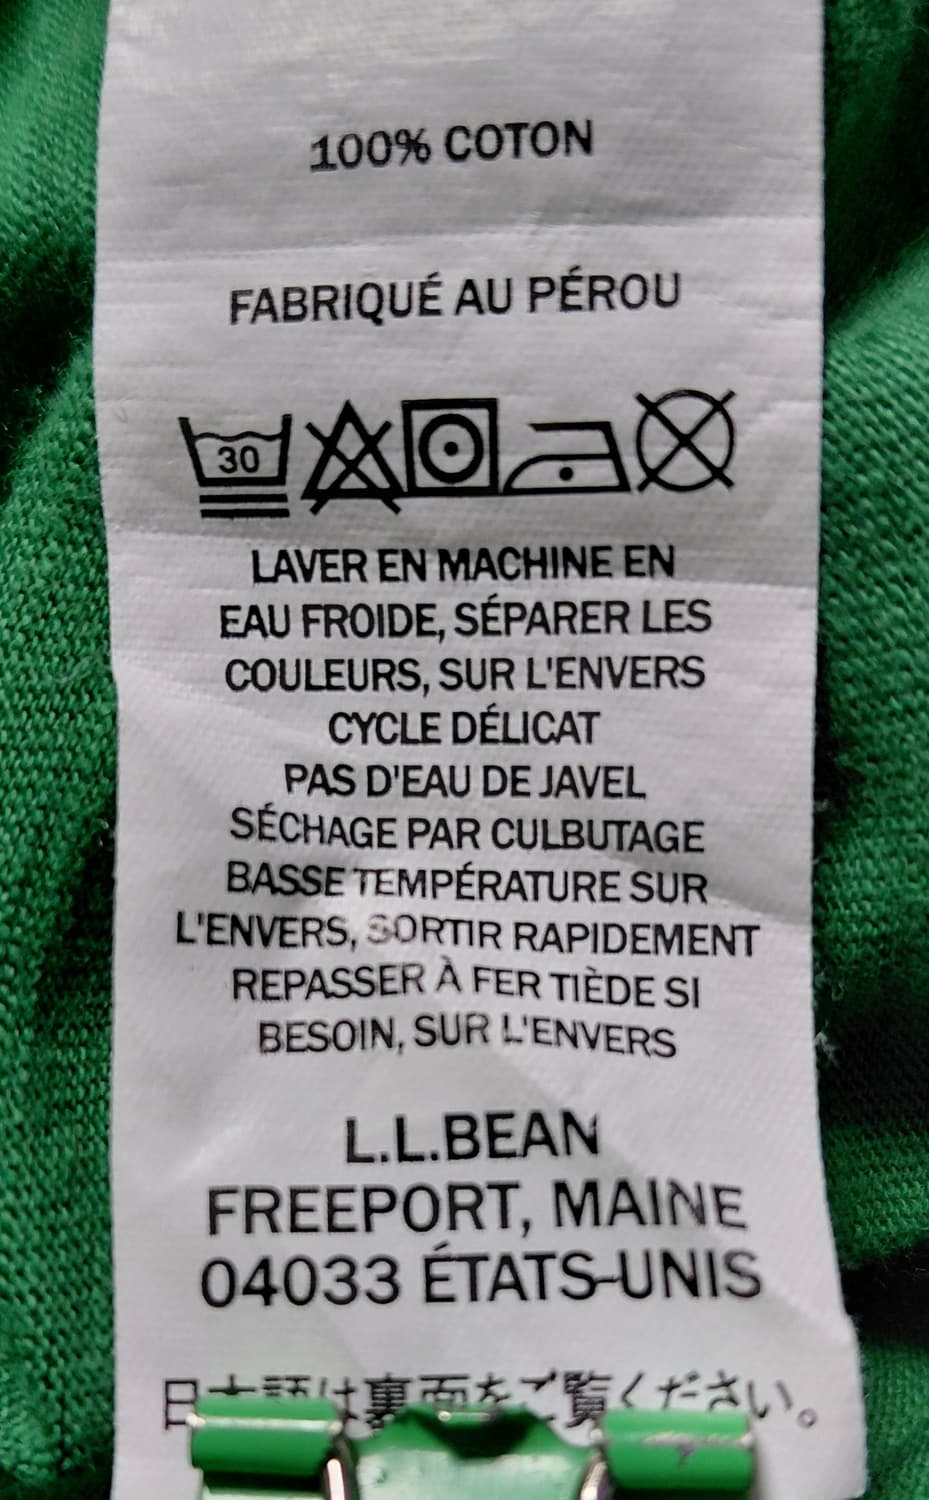 100% COTON
FABRIQUÉ AU PÉROU
30
LAVER EN MACHINE EN
EAU FROIDE, SÉPARER LES
COULEURS, SUR L'ENVERS
CYCLE DÉLICAT
PAS D'EAU DE JAVEL
SÉCHAGE PAR CULBUTAGE
BASSE TEMPÉRATURE SUR
L'ENVERS, SORTIR RAPIDEMENT
REPASSER À FER TIÈDE SI
BESOIN, SUR L'ENVERS
L.L.BEAN
FREEPORT, MAINE
04033 ÉTATS-UNIS
日本語は裏面をご覧ください。